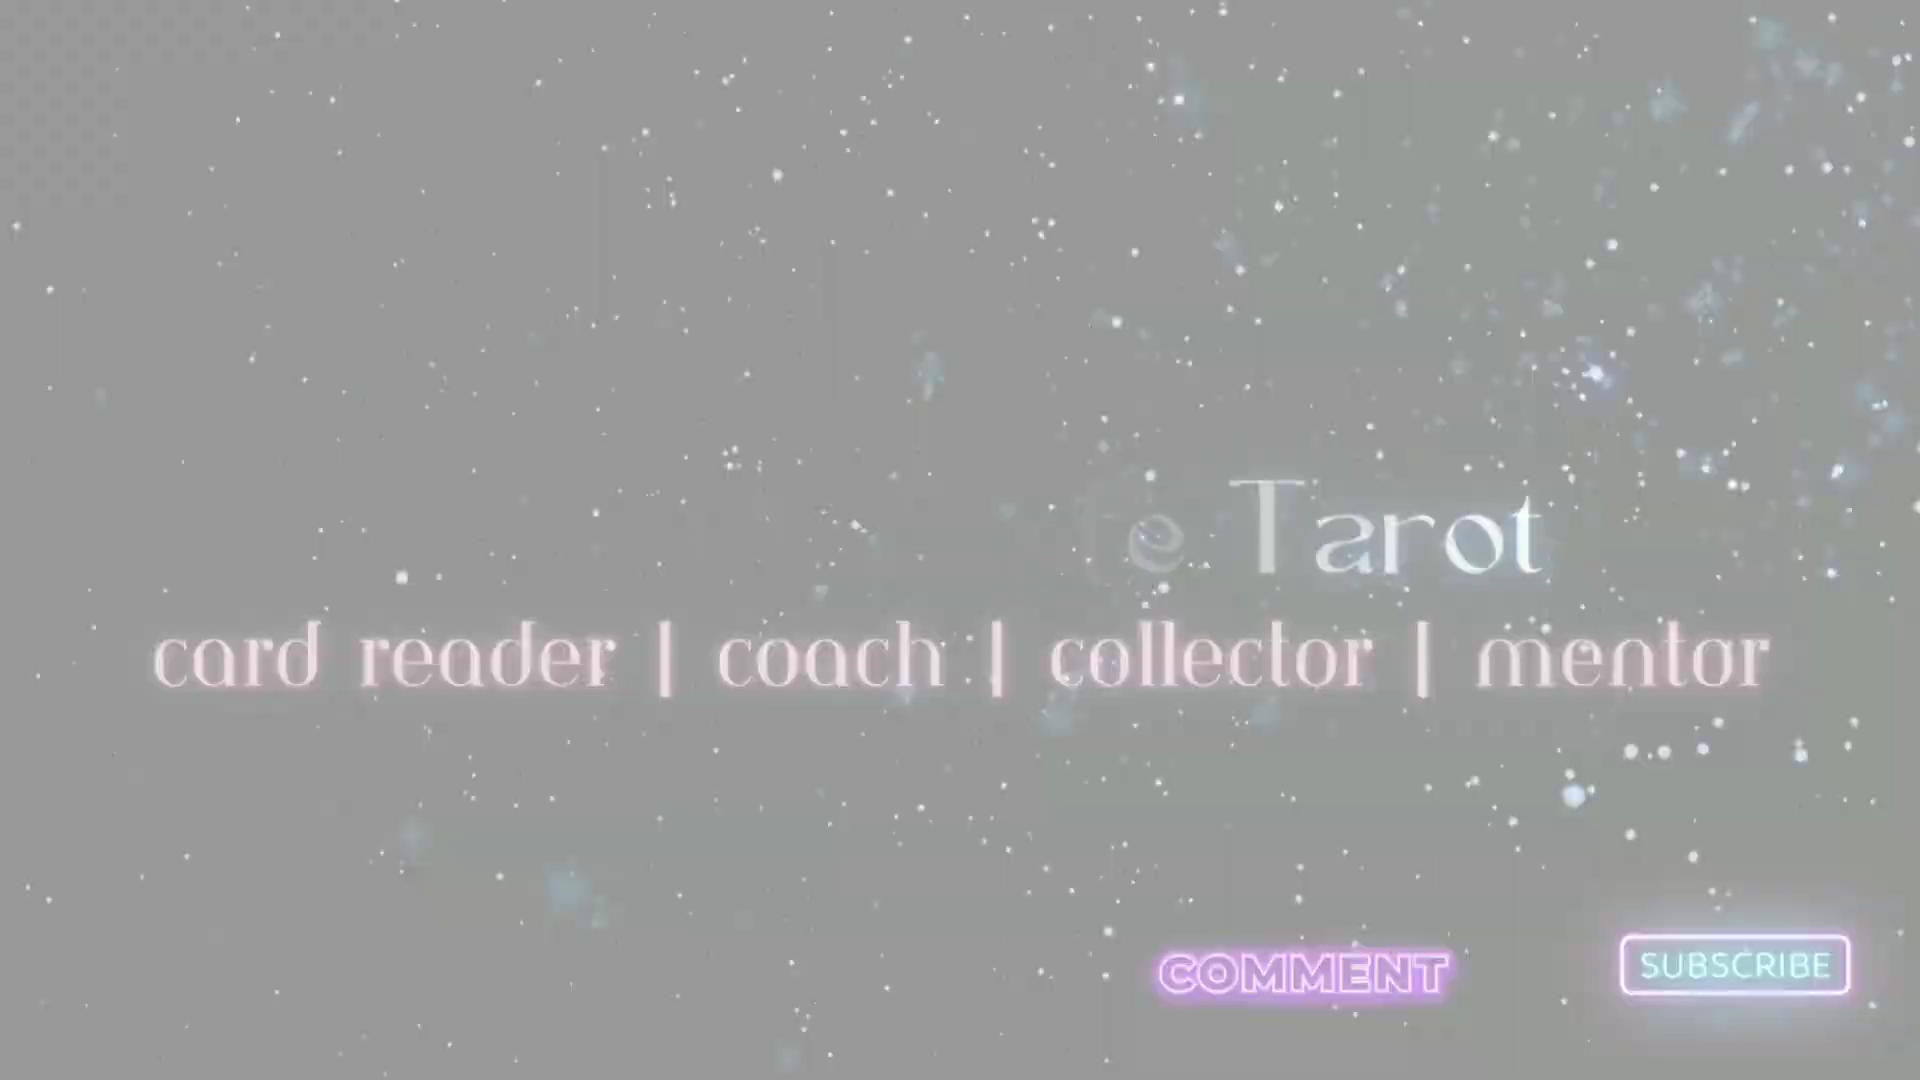 Tarot
card reader | coach | collector | mentor
COMMENT
SUBSCRIBE